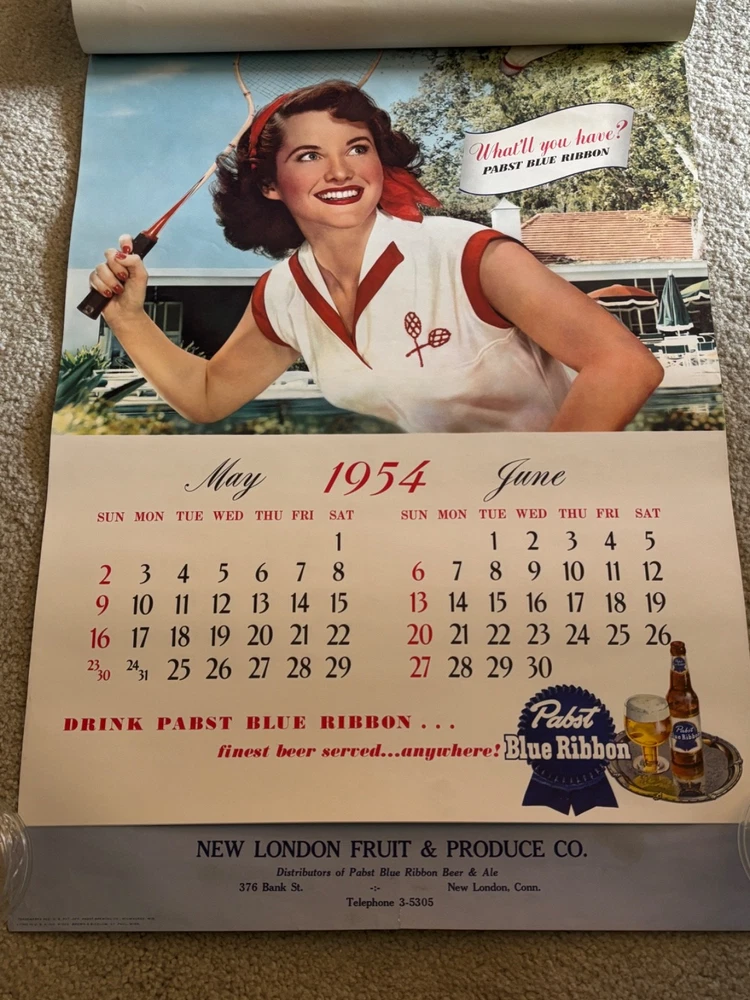 What'll you have?
PABST BLUE RIBBON
May 1954 June
SUN MON TUE WED THU FRI SAT
1
2 3 4 5 6 7 8
9 10 11 12 13 14 15
16 17 18 19 20 21 22
23/30 24/31 25 26 27 28 29
SUN MON TUE WED THU FRI SAT
1 2 3 4 5
6 7 8 9 10 11 12
13 14 15 16 17 18 19
20 21 22 23 24 25 26
27 28 29 30
DRINK PABST BLUE RIBBON . . .
finest beer served...anywhere!
Pabst
Blue Ribbon
Pabst
NEW LONDON FRUIT & PRODUCE CO.
Distributors of Pabst Blue Ribbon Beer & Ale
376 Bank St. -:- New London, Conn.
Telephone 3-5305